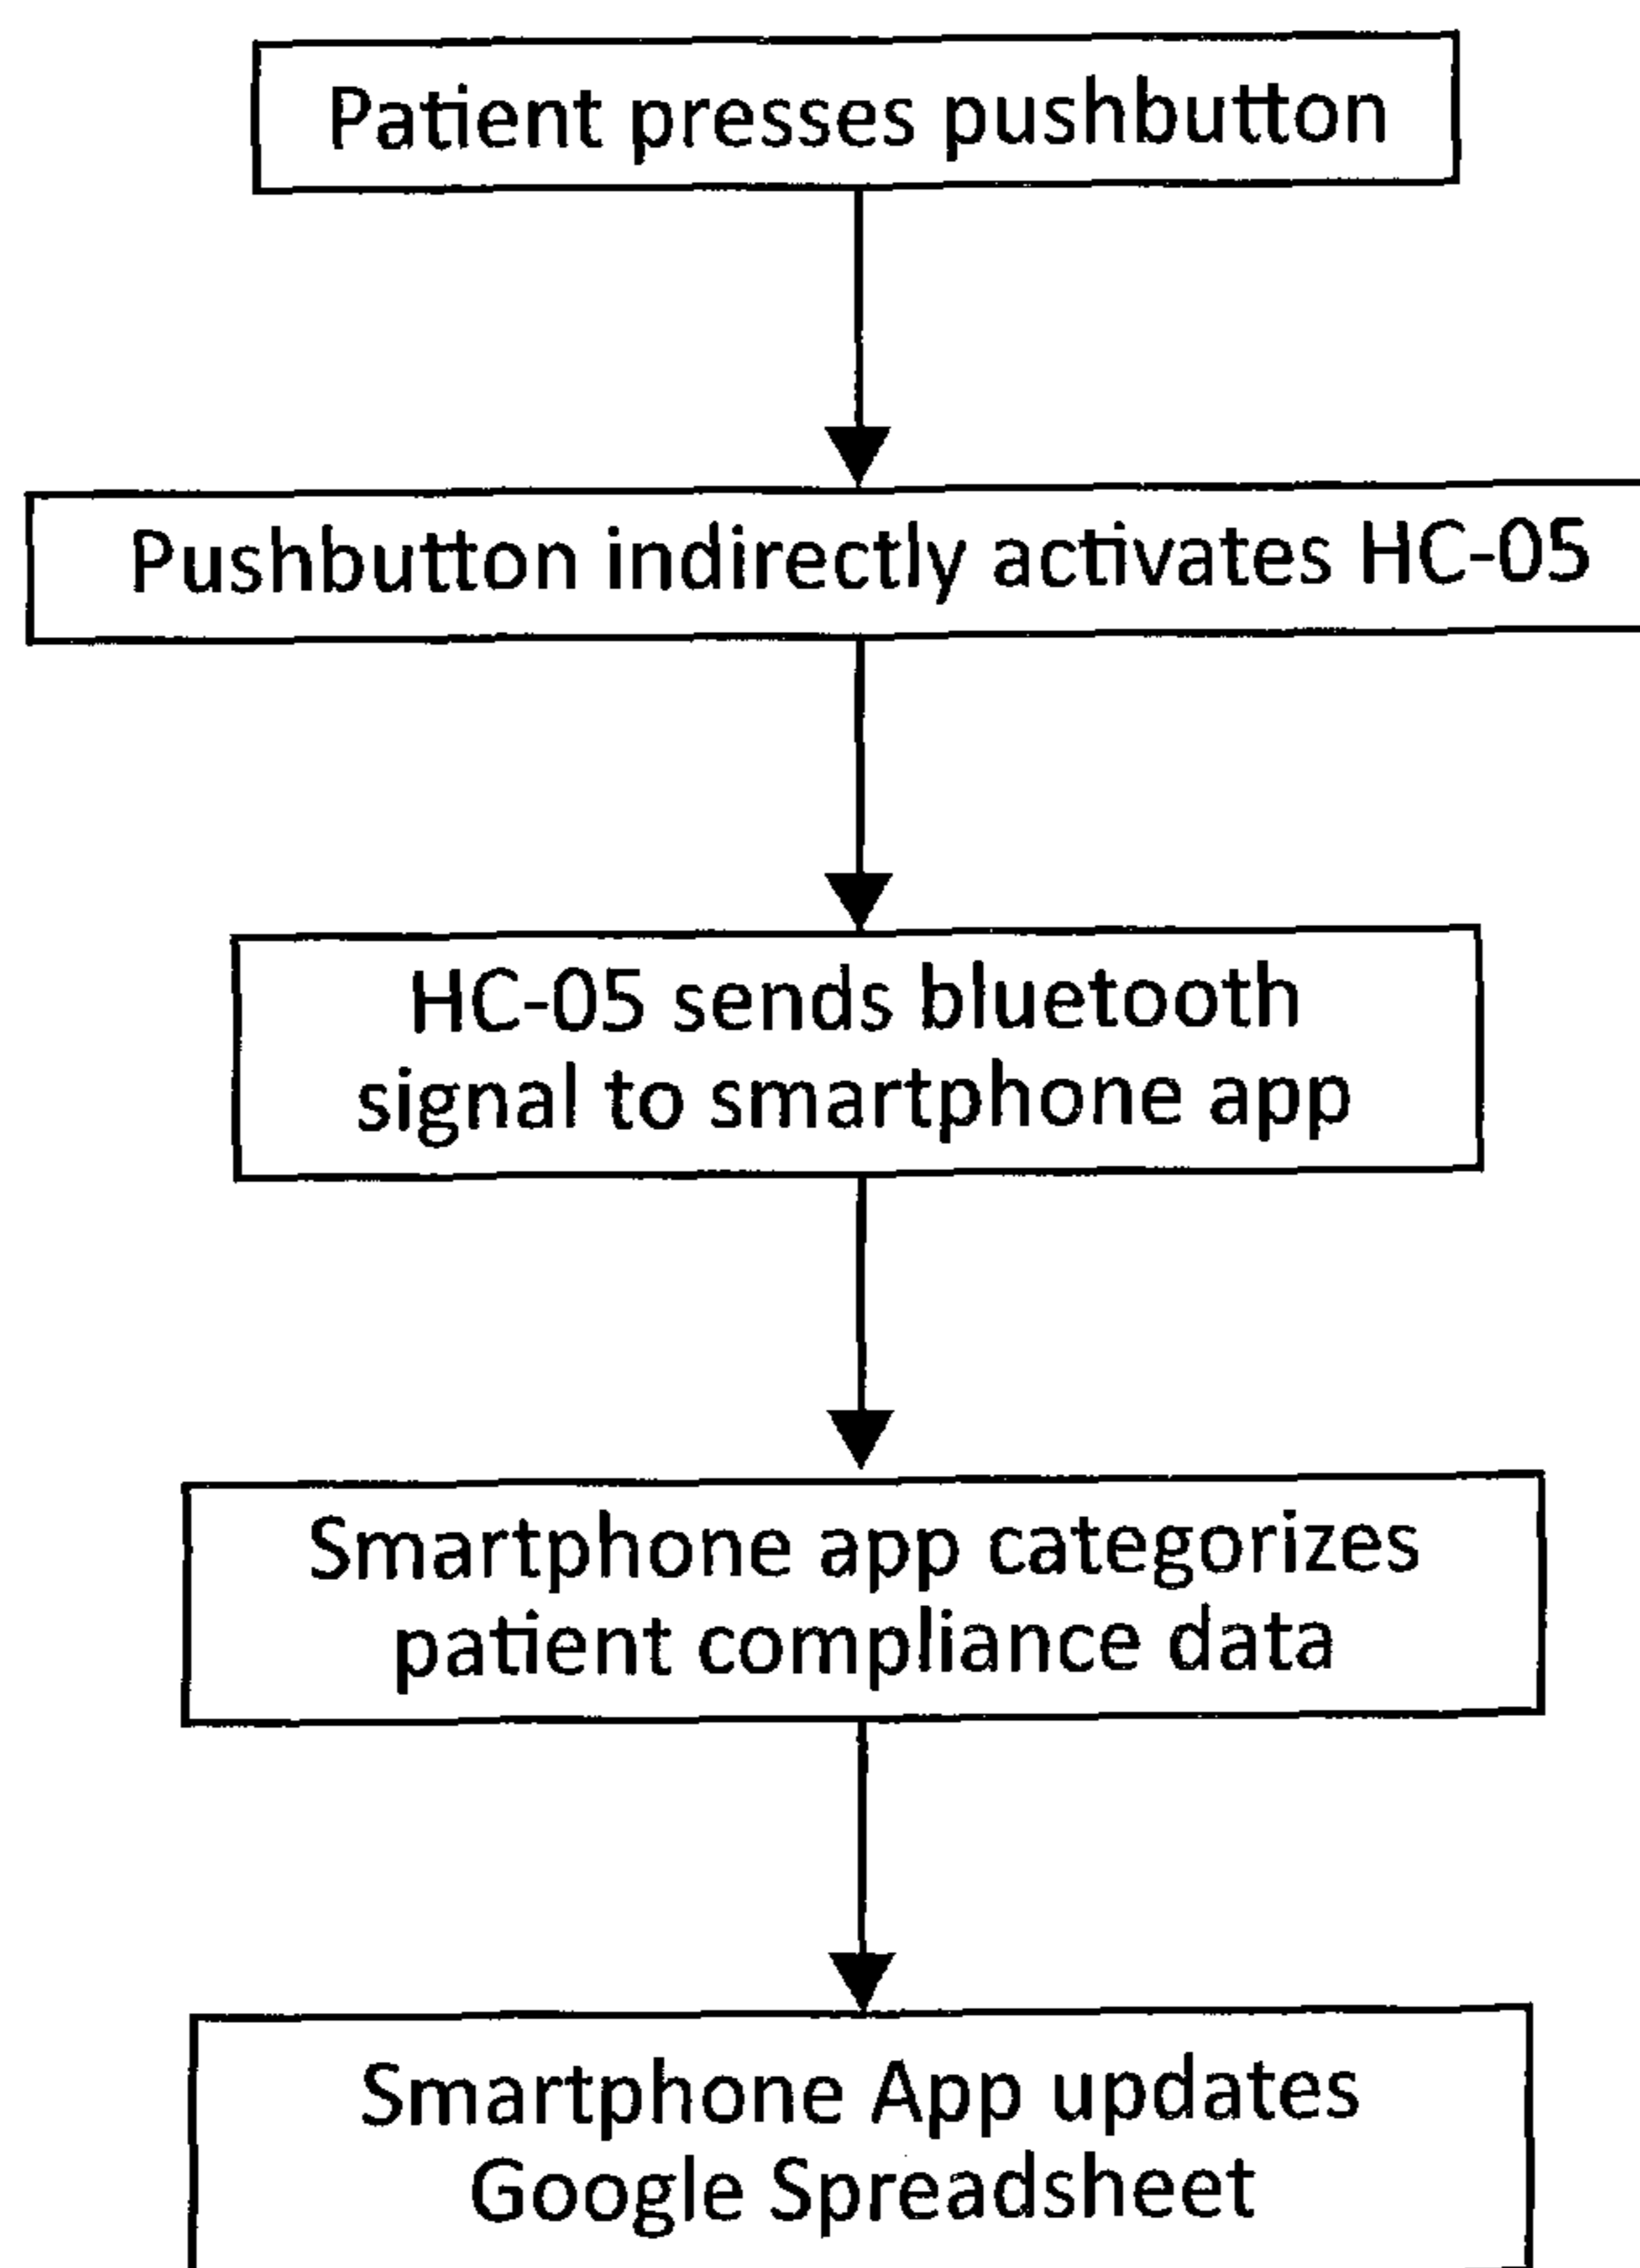 Patient presses pushbutton
Pushbutton indirectly activates HC-05
HC-05 sends bluetooth
signal to smartphone app
Smartphone app categorizes
patient compliance data
Smartphone App updates
Google Spreadsheet